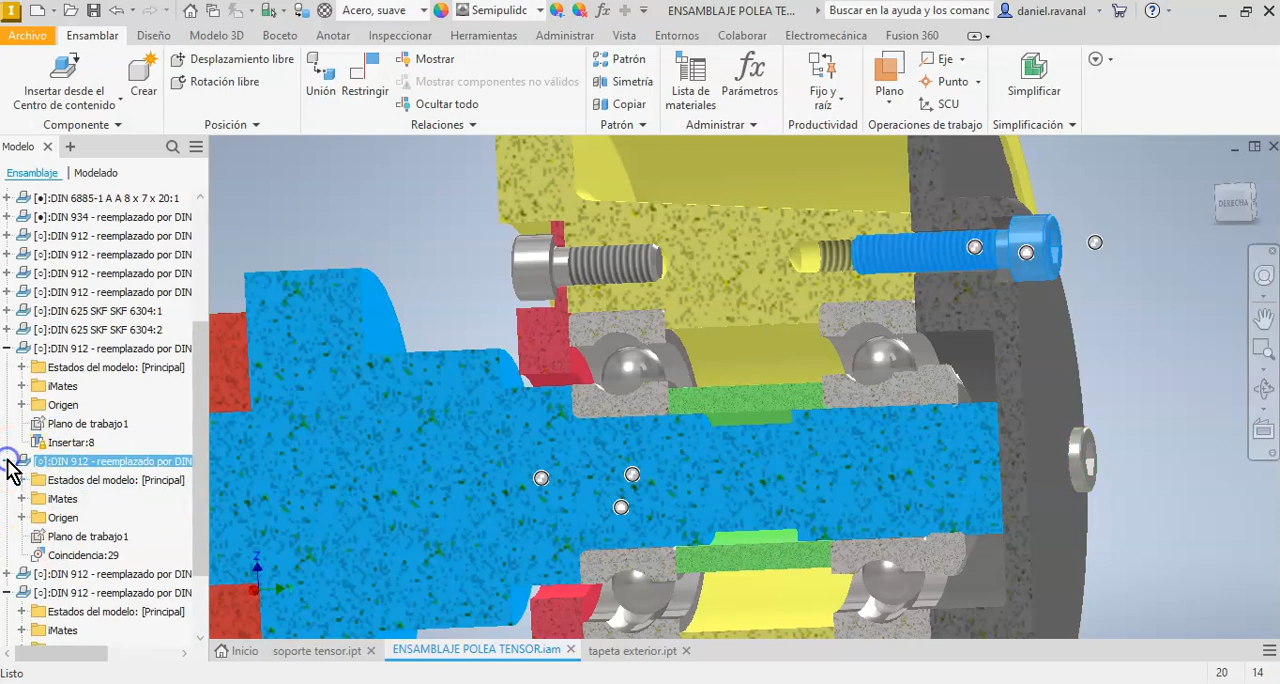 Acero, suave
Semipulidc
ENSAMBLAJE POLEA TE...
Buscar en la ayuda y los comanc
daniel.ravanal
Archivo
Ensamblar
Diseño
Modelo 3D
Boceto
Anotar
Inspeccionar
Herramientas
Administrar
Vista
Entornos
Colaborar
Electromecánica
Fusion 360
Insertar desde el
Centro de contenido
Crear
Componente
Desplazamiento libre
Rotación libre
Posición
Unión
Restringir
Mostrar
Mostrar componentes no válidos
Ocultar todo
Relaciones
Patrón
Simetría
Copiar
Patrón
Lista de
materiales
fx
Parámetros
Administrar
Fijo y
raíz
Productividad
Plano
Eje
Punto
SCU
Operaciones de trabajo
Simplificar
Simplificación
Modelo
Ensamblaje
Modelado
[•]:DIN 6885-1 A A 8 x 7 x 20:1
[•]:DIN 934 - reemplazado por DIN
[○]:DIN 912 - reemplazado por DIN
[○]:DIN 912 - reemplazado por DIN
[○]:DIN 912 - reemplazado por DIN
[○]:DIN 912 - reemplazado por DIN
[○]:DIN 625 SKF SKF 6304:1
[○]:DIN 625 SKF SKF 6304:2
[○]:DIN 912 - reemplazado por DIN
Estados del modelo: [Principal]
iMates
Origen
Plano de trabajo1
Insertar:8
[○]:DIN 912 - reemplazado por DIN
Estados del modelo: [Principal]
iMates
Origen
Plano de trabajo1
Coincidencia:29
[○]:DIN 912 - reemplazado por DIN
[○]:DIN 912 - reemplazado por DIN
Estados del modelo: [Principal]
iMates
DERECHA
Z
Inicio
soporte tensor.ipt
ENSAMBLAJE POLEA TENSOR.iam
tapeta exterior.ipt
Listo
20
14